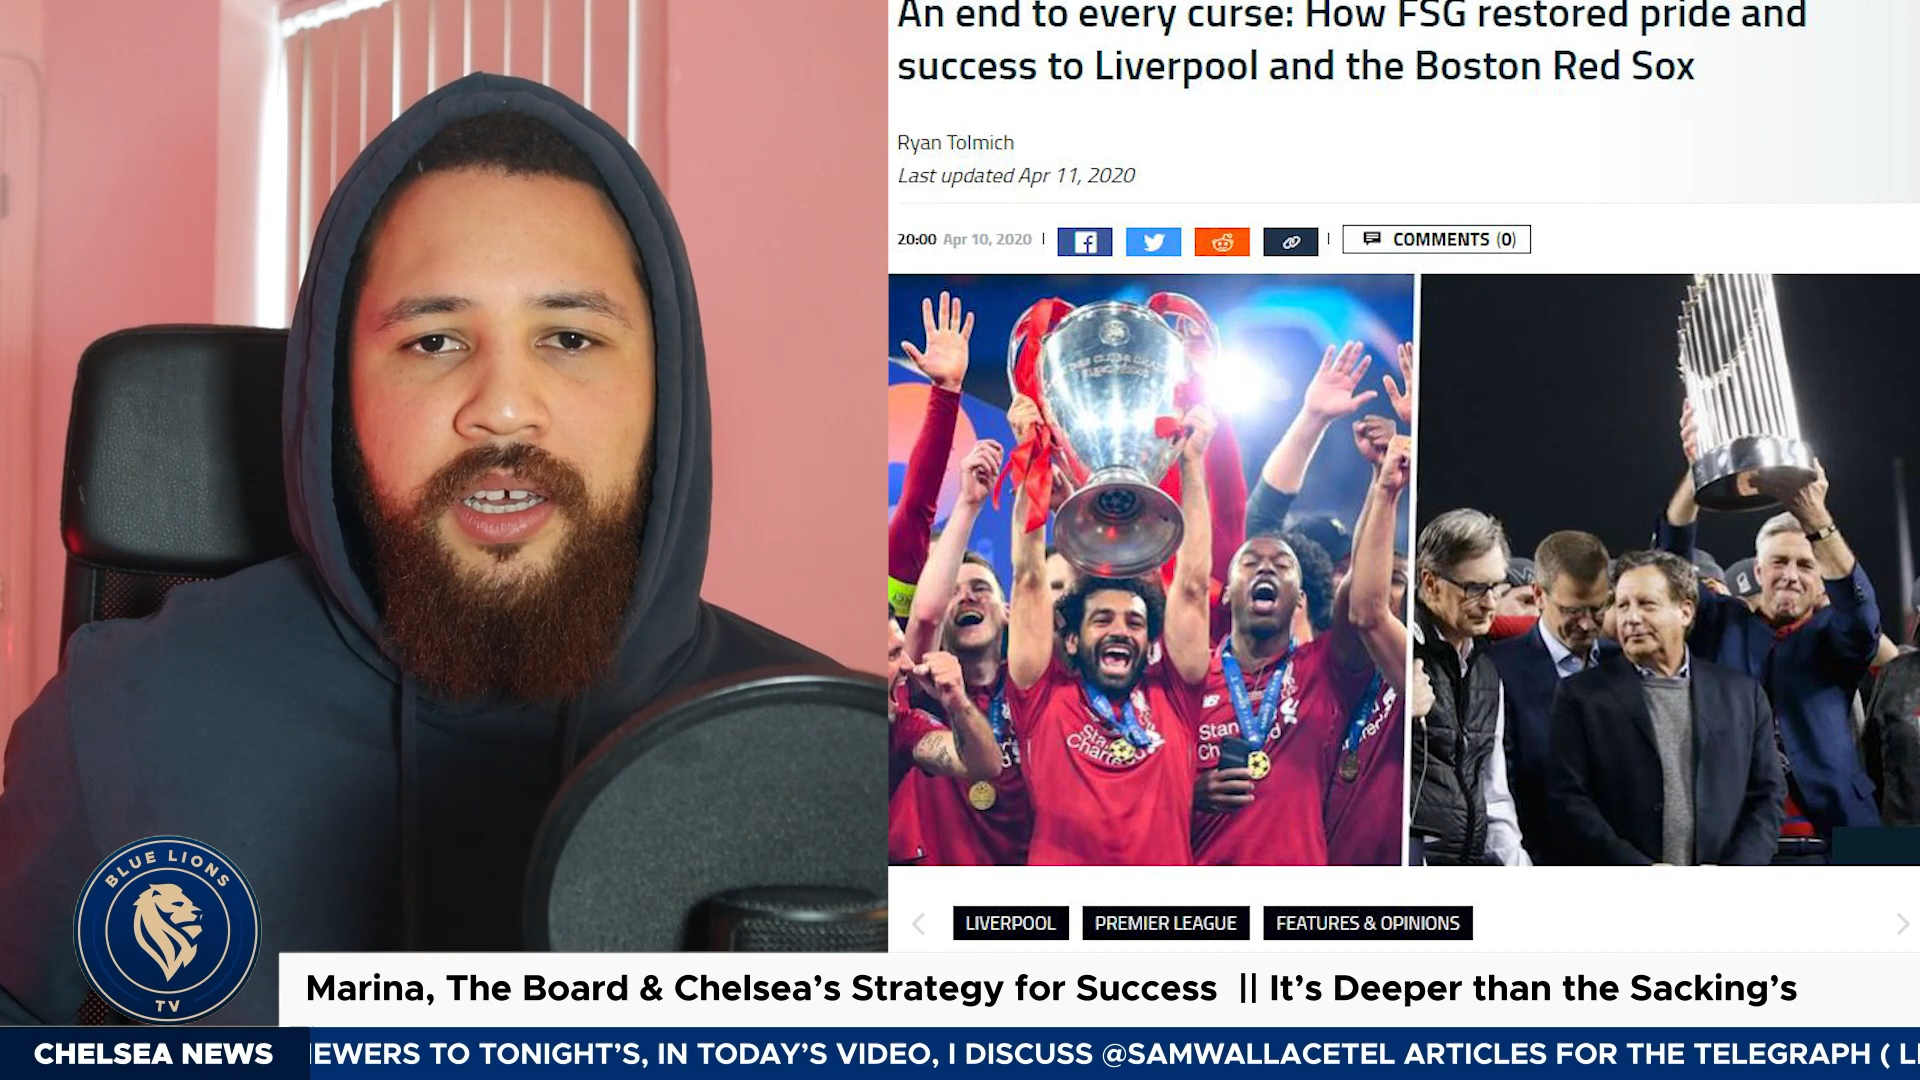 An end to every curse: How FSG restored pride and
success to Liverpool and the Boston Red Sox
Ryan Tolmich
Last updated Apr 11, 2020
20:00 Apr 10, 2020
COMMENTS (0)
Stan
Ch
LIVERPOOL
PREMIER LEAGUE
FEATURES & OPINIONS
BLUE LIONS
TV
Marina, The Board & Chelsea’s Strategy for Success || It’s Deeper than the Sacking’s
CHELSEA NEWS
EWERS TO TONIGHT’S, IN TODAY’S VIDEO, I DISCUSS @SAMWALLACETEL ARTICLES FOR THE TELEGRAPH ( LI